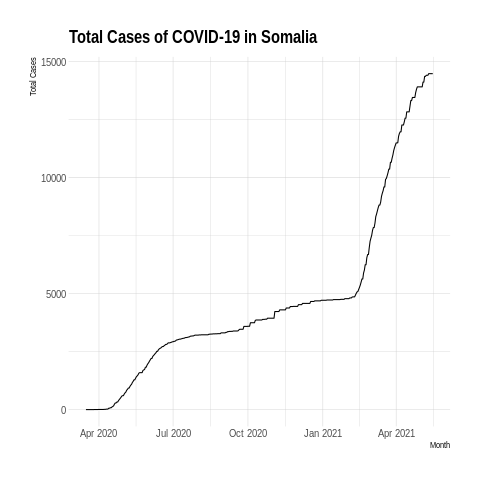 Total Cases of COVID-19 in Somalia
Total Cases
15000
10000
5000
0
Apr 2020 Jul 2020 Oct 2020 Jan 2021 Apr 2021
Month